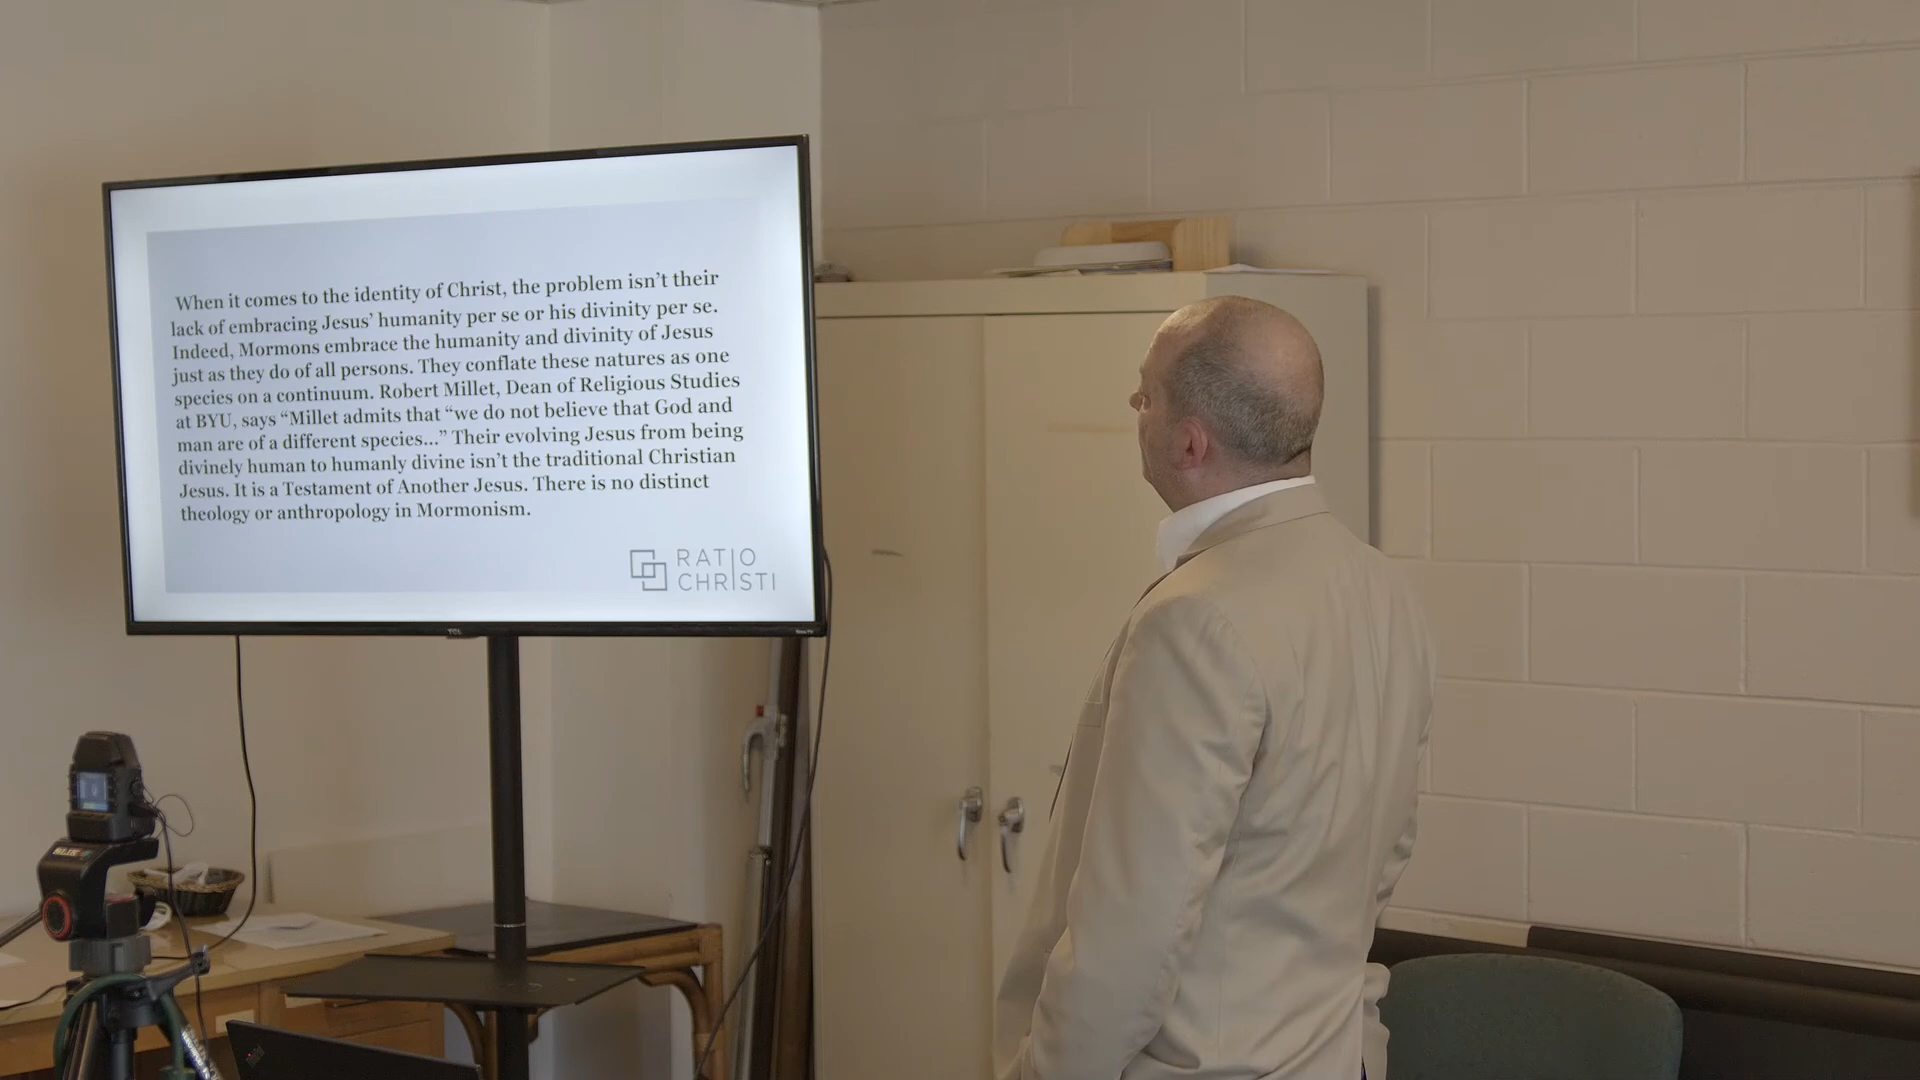 When it comes to the identity of Christ, the problem isn't their
lack of embracing Jesus' humanity per se or his divinity per se.
Indeed, Mormons embrace the humanity and divinity of Jesus
just as they do of all persons. They conflate these natures as one
species on a continuum. Robert Millet, Dean of Religious Studies
at BYU, says “Millet admits that “we do not believe that God and
man are of a different species...” Their evolving Jesus from being
divinely human to humanly divine isn't the traditional Christian
Jesus. It is a Testament of Another Jesus. There is no distinct
theology or anthropology in Mormonism.
RATIO
CHRISTI
TCL